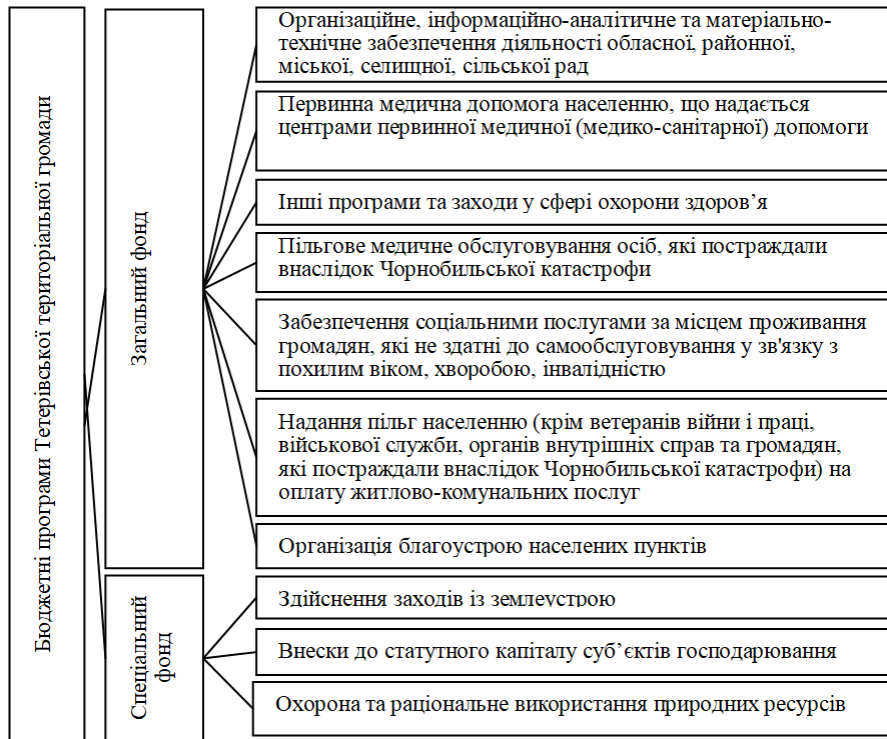 Бюджетні програми Тетерівської територіальної громади
Загальний фонд
Організаційне, інформаційно-аналітичне та матеріально-
технічне забезпечення діяльності обласної, районної,
міської, селищної, сільської рад
Первинна медична допомога населенню, що надається
центрами первинної медичної (медико-санітарної) допомоги
Інші програми та заходи у сфері охорони здоров’я
Пільгове медичне обслуговування осіб, які постраждали
внаслідок Чорнобильської катастрофи
Забезпечення соціальними послугами за місцем проживання
громадян, які не здатні до самообслуговування у зв'язку з
похилим віком, хворобою, інвалідністю
Надання пільг населенню (крім ветеранів війни і праці,
військової служби, органів внутрішніх справ та громадян,
які постраждали внаслідок Чорнобильської катастрофи) на
оплату житлово-комунальних послуг
Організація благоустрою населених пунктів
Спеціальний
фонд
Здійснення заходів із землеустрою
Внески до статутного капіталу суб’єктів господарювання
Охорона та раціональне використання природних ресурсів